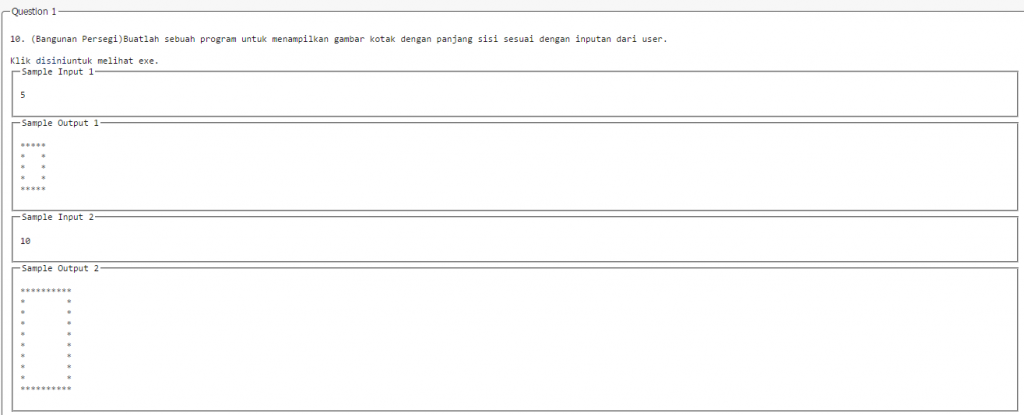 Question 1
10. (Bangunan Persegi)Buatlah sebuah program untuk menampilkan gambar kotak dengan panjang sisi sesuai dengan inputan dari user.
Klik disiniuntuk melihat exe.
Sample Input 1
5
Sample Output 1
*****
*   *
*   *
*   *
*****
Sample Input 2
10
Sample Output 2
**********
*        *
*        *
*        *
*        *
*        *
*        *
*        *
*        *
**********